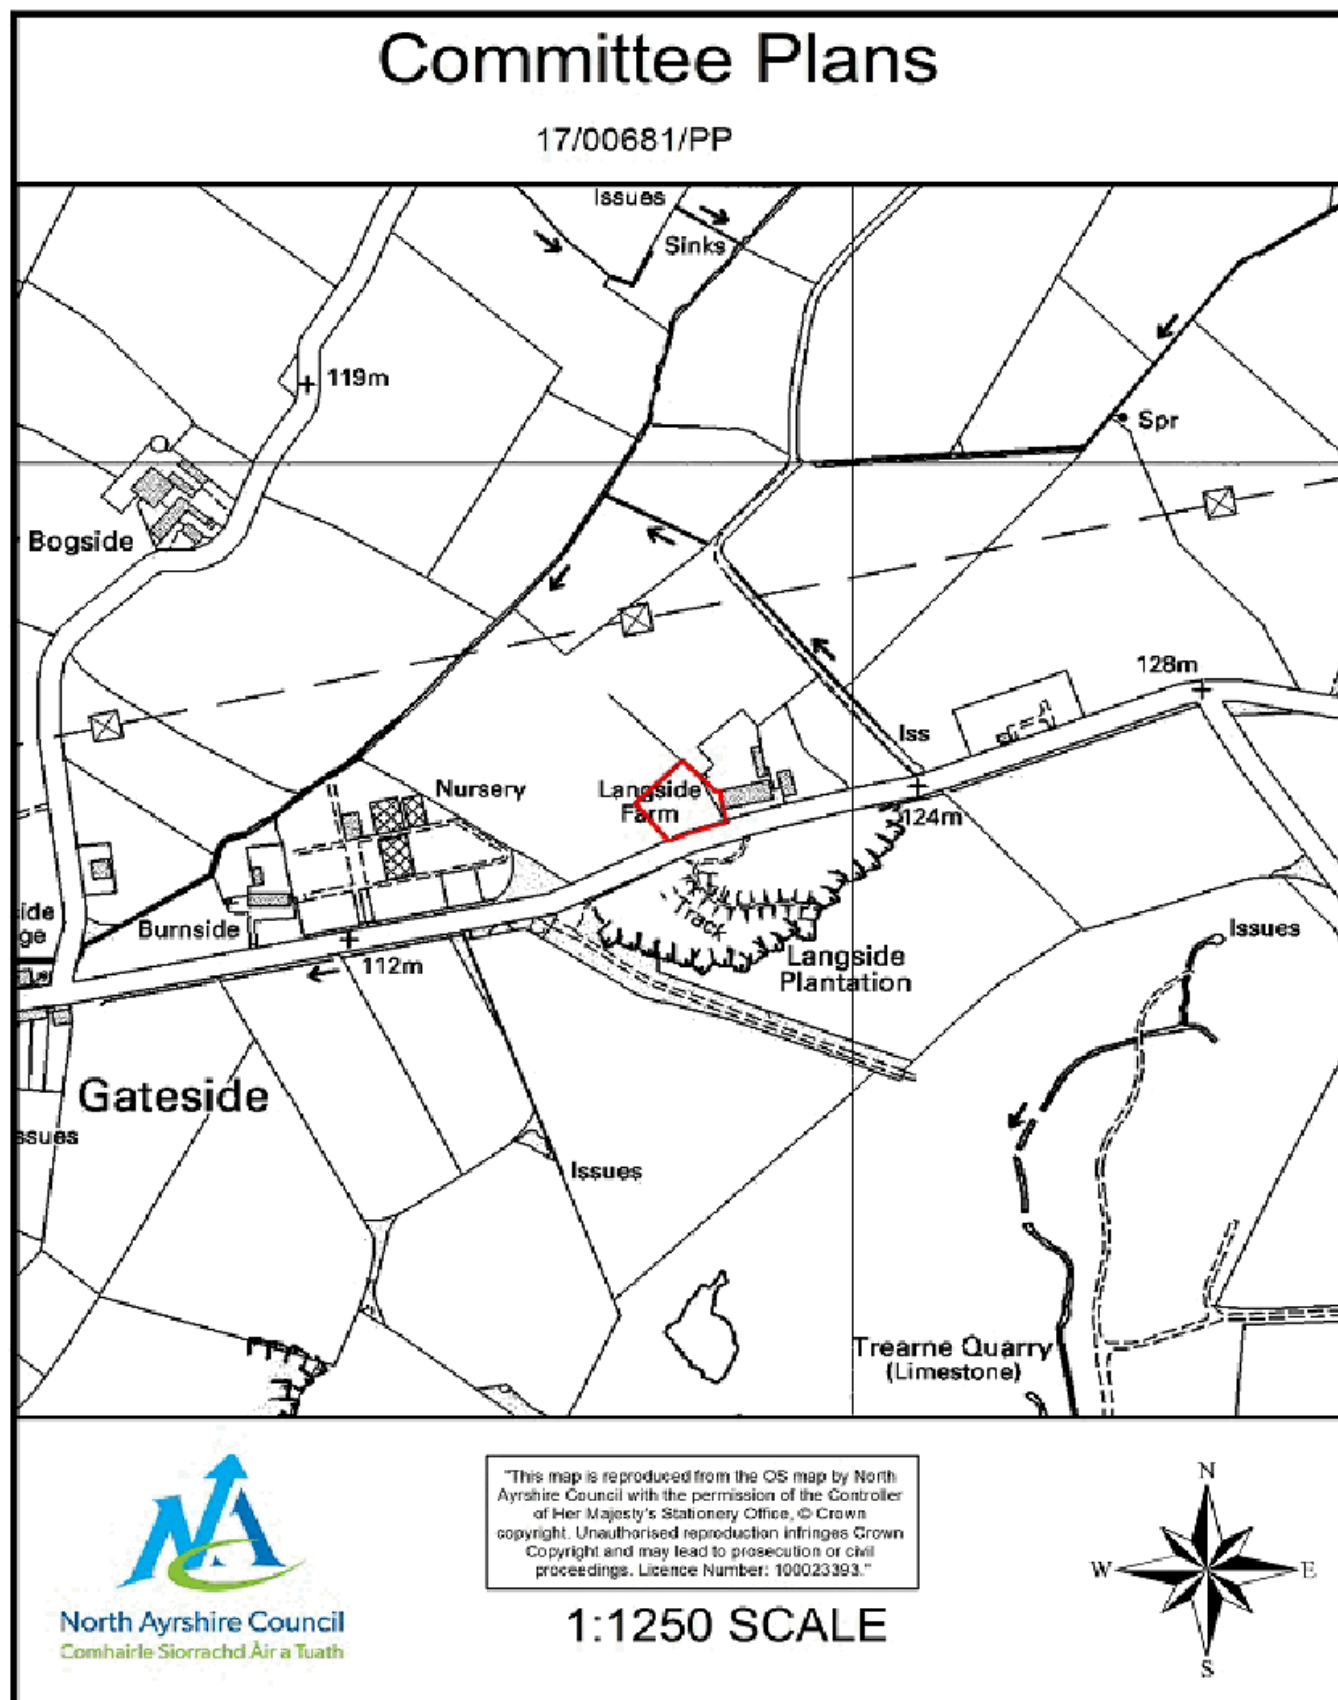 Committee Plans
17/00681/PP
Issues
Sinks
119m
Spr
Bogside
128m
Iss
Nursery
Langside
Farm
124m
Burnside
Track
Issues
112m
Langside
Plantation
Gateside
Issues
Trearne Quarry
(Limestone)
"This map is reproduced from the OS map by North
Ayrshire Council with the permission of the Controller
of Her Majesty's Stationery Office, © Crown
copyright. Unauthorised reproduction infringes Crown
Copyright and may lead to prosecution or civil
proceedings. Licence Number: 100023393."
1:1250 SCALE
North Ayrshire Council
Comhairle Siorrachd Àir a Tuath
N
W
E
S